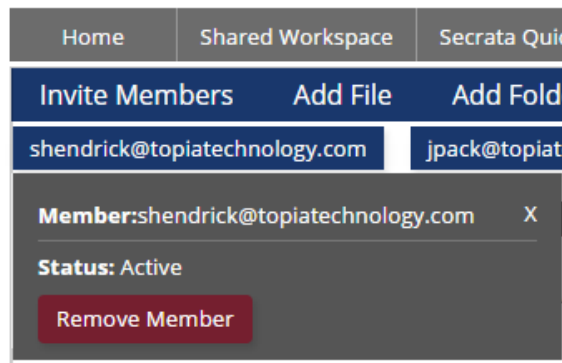 Home Shared Workspace Secrata Qui
Invite Members Add File Add Fold
shendrick@topiatechnology.com jpack@topiat
Member:shendrick@topiatechnology.com X
Status: Active
Remove Member